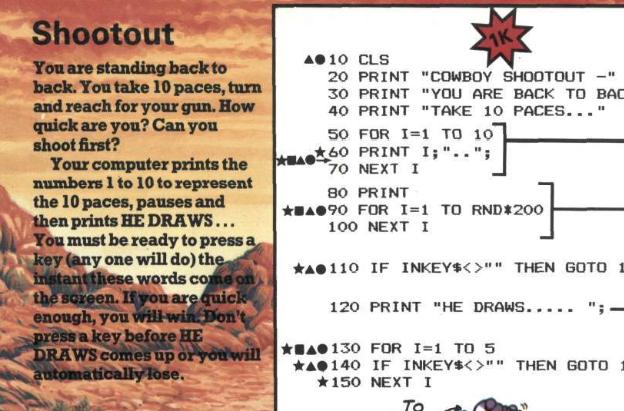 Shootout
You are standing back to
back. You take 10 paces, turn
and reach for your gun. How
quick are you? Can you
shoot first?
Your computer prints the
numbers 1 to 10 to represent
the 10 paces, pauses and
then prints HE DRAWS...
You must be ready to press a
key (any one will do) the
instant these words come on
the screen. If you are quick
enough, you will win. Don't
press a key before HE
DRAWS comes up or you will
automatically lose.
1K
▲●10 CLS
20 PRINT "COWBOY SHOOTOUT -"
30 PRINT "YOU ARE BACK TO BAC
40 PRINT "TAKE 10 PACES..."
50 FOR I=1 TO 10
★60 PRINT I;"..";
★■▲●70 NEXT I
80 PRINT
★■▲●90 FOR I=1 TO RND*200
100 NEXT I
★▲●110 IF INKEY$<>"" THEN GOTO 1
120 PRINT "HE DRAWS..... ";
★■▲●130 FOR I=1 TO 5
★▲●140 IF INKEY$<>"" THEN GOTO 1
★150 NEXT I
To